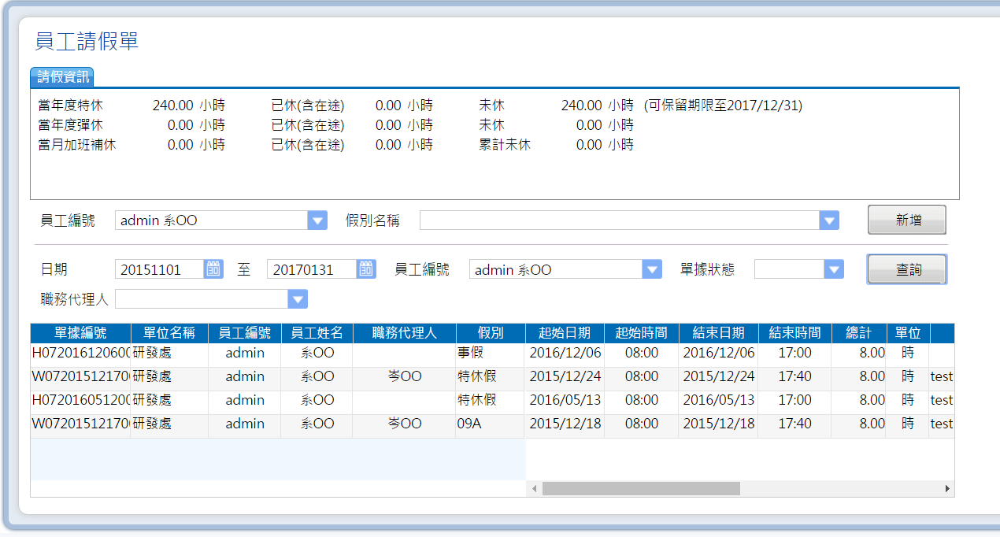 員工請假單
請假資訊
當年度特休 240.00 小時 已休(含在途) 0.00 小時 未休 240.00 小時 (可保留期限至2017/12/31)
當年度彈休 0.00 小時 已休(含在途) 0.00 小時 未休 0.00 小時
當月加班補休 0.00 小時 已休(含在途) 0.00 小時 累計未休 0.00 小時
員工編號 admin 系OO 假別名稱 新增
日期 20151101 至 20170131 員工編號 admin 系OO 單據狀態 查詢
職務代理人
單據編號 單位名稱 員工編號 員工姓名 職務代理人 假別 起始日期 起始時間 結束日期 結束時間 總計 單位
H072016120600 研發處 admin 系OO 事假 2016/12/06 08:00 2016/12/06 17:00 8.00 時
W07201512170 研發處 admin 系OO 岑OO 特休假 2015/12/24 08:00 2015/12/24 17:40 8.00 時 test
H072016051200 研發處 admin 系OO 特休假 2016/05/13 08:00 2016/05/13 17:00 8.00 時 test
W07201512170 研發處 admin 系OO 岑OO 09A 2015/12/18 08:00 2015/12/18 17:40 8.00 時 test